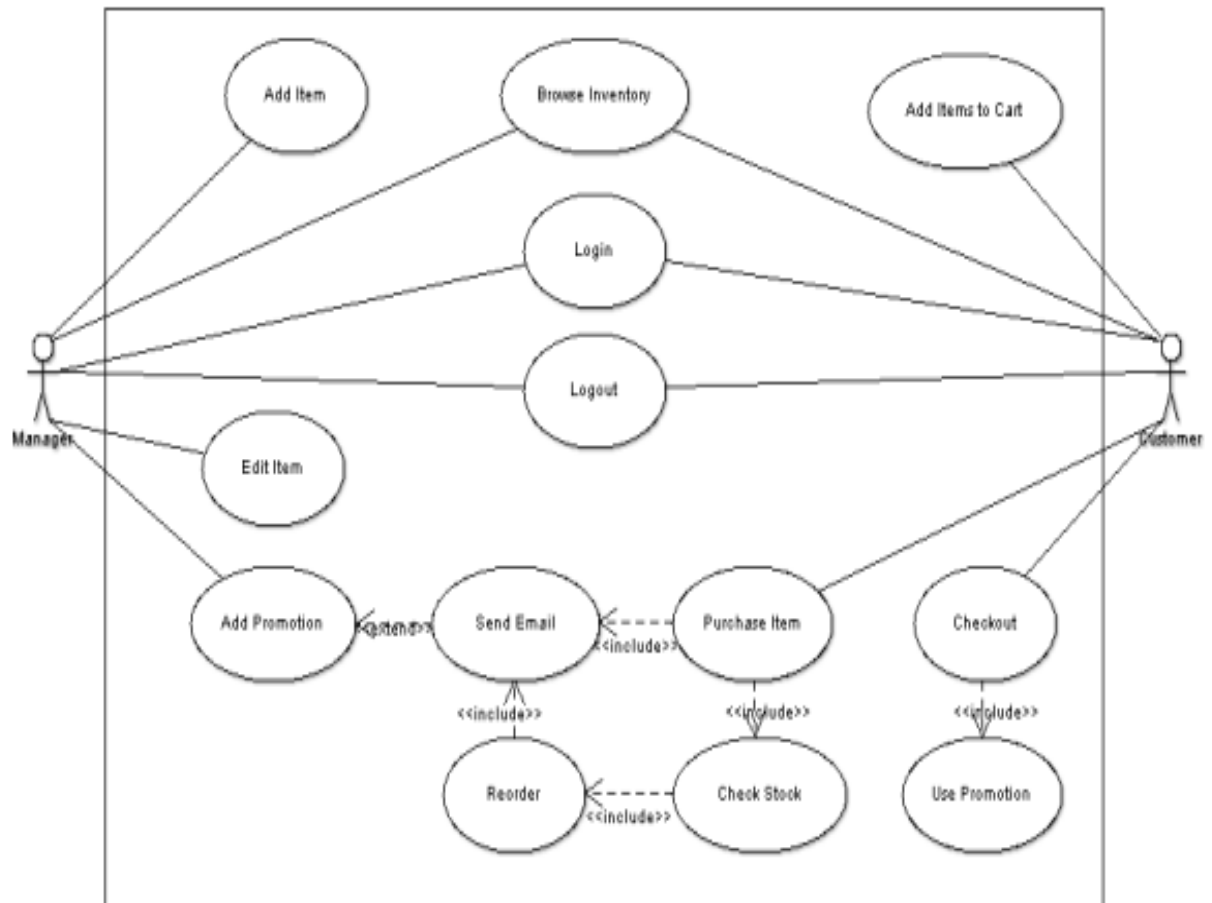 Add Item
Browse Inventory
Add Items to Cart
Login
Logout
Manager
Customer
Edit Item
Add Promotion
<<extend>>
Send Email
<<include>>
Purchase Item
Checkout
<<include>>
<<include>>
<<include>>
Reorder
<<include>>
Check Stock
Use Promotion